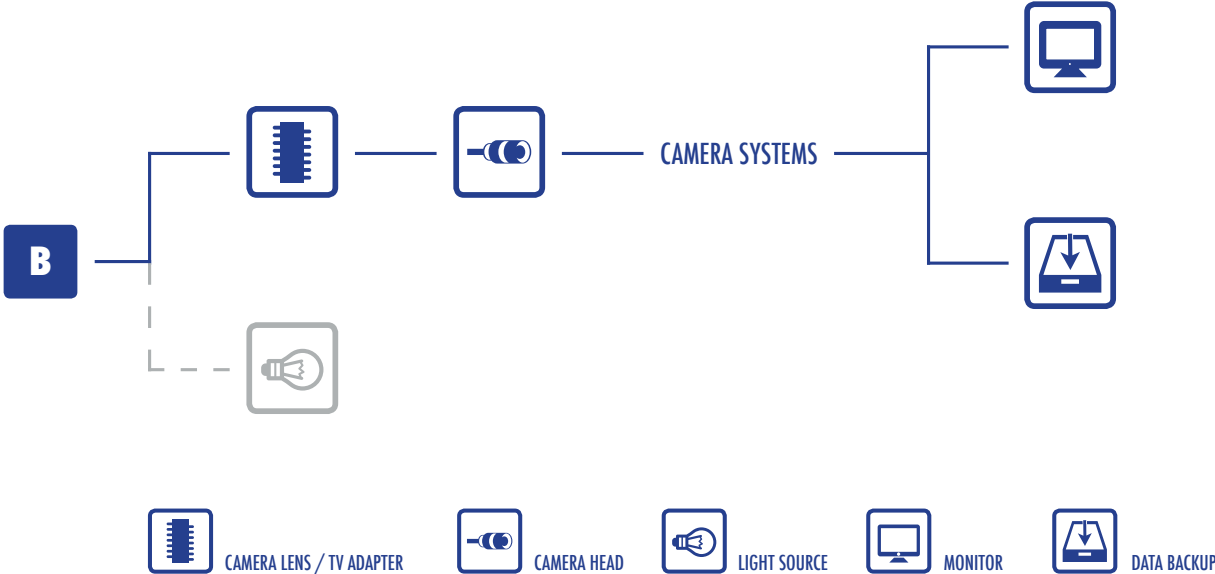 CAMERA SYSTEMS
B
CAMERA LENS / TV ADAPTER
CAMERA HEAD
LIGHT SOURCE
MONITOR
DATA BACKUP